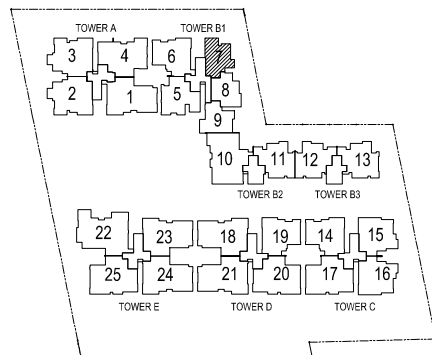 TOWER A TOWER B1
3 4 6 7
2 1 5 8
9
10 11 12 13
TOWER B2 TOWER B3
22 23 18 19 14 15
25 24 21 20 17 16
TOWER E TOWER D TOWER C